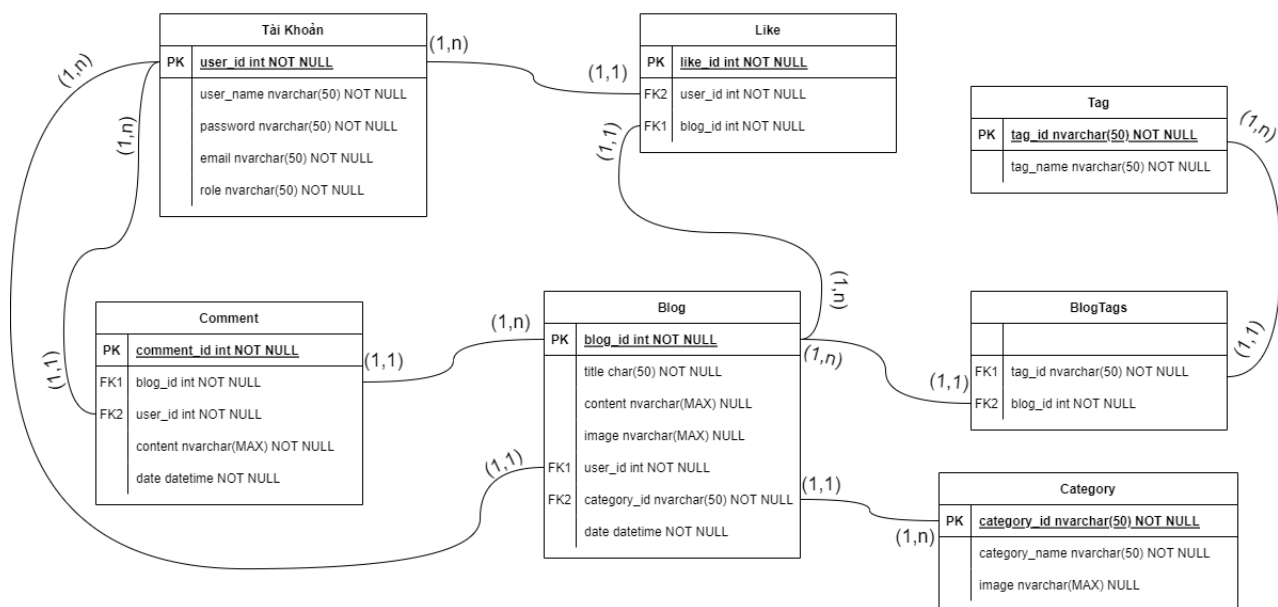 Tài Khoản
PK user_id int NOT NULL
user_name nvarchar(50) NOT NULL
password nvarchar(50) NOT NULL
email nvarchar(50) NOT NULL
role nvarchar(50) NOT NULL
(1,n)
(1,n)
(1,n)
Like
PK like_id int NOT NULL
FK2 user_id int NOT NULL
FK1 blog_id int NOT NULL
(1,1)
(1,1)
Tag
PK tag_id nvarchar(50) NOT NULL
tag_name nvarchar(50) NOT NULL
(1,n)
Comment
PK comment_id int NOT NULL
FK1 blog_id int NOT NULL
FK2 user_id int NOT NULL
content nvarchar(MAX) NOT NULL
date datetime NOT NULL
(1,1)
(1,1)
Blog
PK blog_id int NOT NULL
title char(50) NOT NULL
content nvarchar(MAX) NULL
image nvarchar(MAX) NULL
FK1 user_id int NOT NULL
FK2 category_id nvarchar(50) NOT NULL
date datetime NOT NULL
(1,n)
(1,n)
(1,n)
(1,1)
(1,1)
BlogTags
FK1 tag_id nvarchar(50) NOT NULL
FK2 blog_id int NOT NULL
(1,1)
(1,1)
Category
PK category_id nvarchar(50) NOT NULL
category_name nvarchar(50) NOT NULL
image nvarchar(MAX) NULL
(1,n)